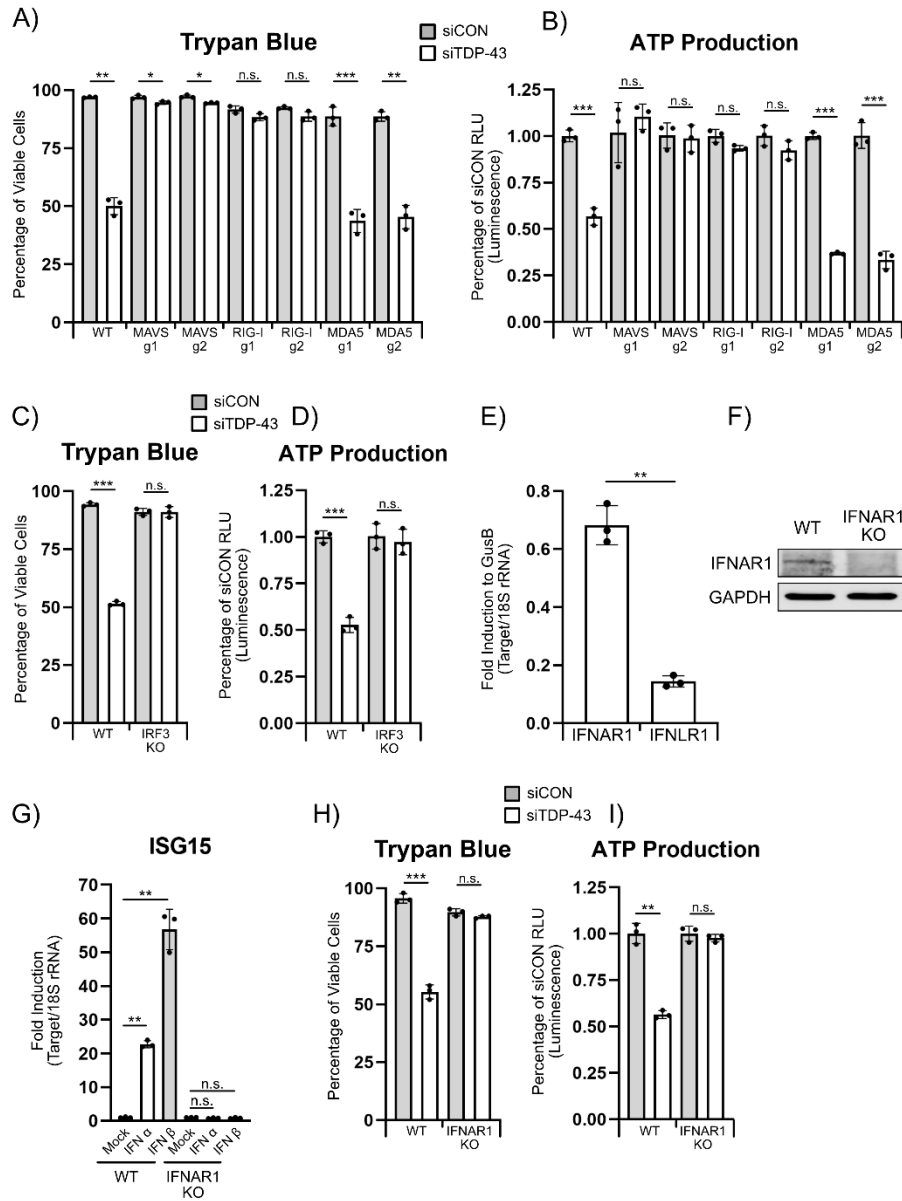 A)
Trypan Blue
siCON
siTDP-43
B)
ATP Production
Percentage of Viable Cells
100
75
50
25
0
** * * n.s. n.s. *** **
WT MAVS g1 MAVS g2 RIG-I g1 RIG-I g2 MDA5 g1 MDA5 g2
Percentage of siCON RLU
(Luminescence)
1.25
1.00
0.75
0.50
0.25
0.00
*** n.s. n.s. n.s. n.s. *** ***
WT MAVS g1 MAVS g2 RIG-I g1 RIG-I g2 MDA5 g1 MDA5 g2
C)
siCON
siTDP-43
Trypan Blue
Percentage of Viable Cells
100
75
50
25
0
*** n.s.
WT IRF3 KO
D)
ATP Production
Percentage of siCON RLU
(Luminescence)
1.25
1.00
0.75
0.50
0.25
0.00
*** n.s.
WT IRF3 KO
E)
Fold Induction to GusB
(Target/18S rRNA)
0.8
0.6
0.4
0.2
0.0
**
IFNAR1 IFNLR1
F)
WT IFNAR1 KO
IFNAR1
GAPDH
G)
ISG15
Fold Induction
(Target/18S rRNA)
70
60
50
40
30
20
10
0
**
**
n.s.
n.s.
Mock IFN α IFN β Mock IFN α IFN β
WT IFNAR1 KO
H)
siCON
siTDP-43
Trypan Blue
Percentage of Viable Cells
100
75
50
25
0
*** n.s.
WT IFNAR1 KO
I)
ATP Production
Percentage of siCON RLU
(Luminescence)
1.25
1.00
0.75
0.50
0.25
0.00
** n.s.
WT IFNAR1 KO